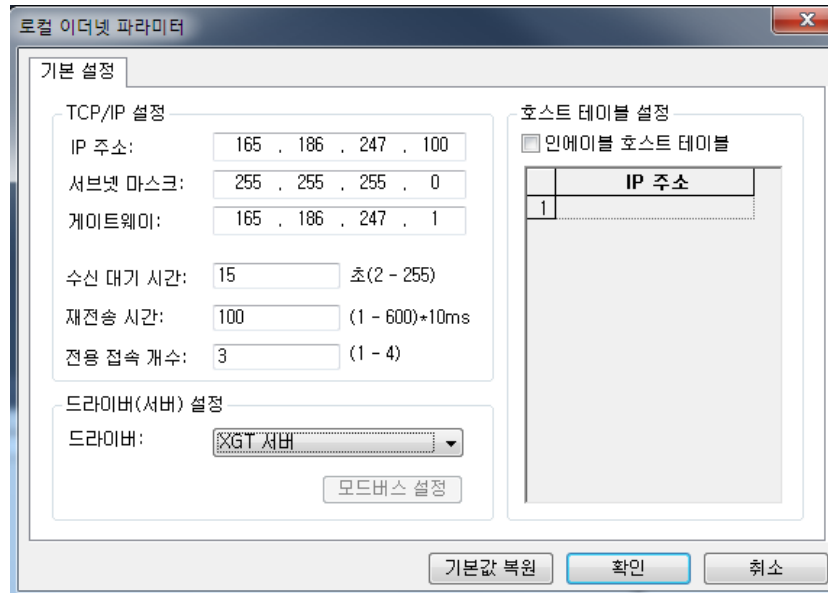 로컬 이더넷 파라미터
기본 설정
TCP/IP 설정
IP 주소: 165 . 186 . 247 . 100
서브넷 마스크: 255 . 255 . 255 . 0
게이트웨이: 165 . 186 . 247 . 1
수신 대기 시간: 15 초(2 - 255)
재전송 시간: 100 (1 - 600)*10ms
전용 접속 개수: 3 (1 - 4)
드라이버(서버) 설정
드라이버: XGT 서버
모드버스 설정
호스트 테이블 설정
인에이블 호스트 테이블
IP 주소
1
기본값 복원 확인 취소